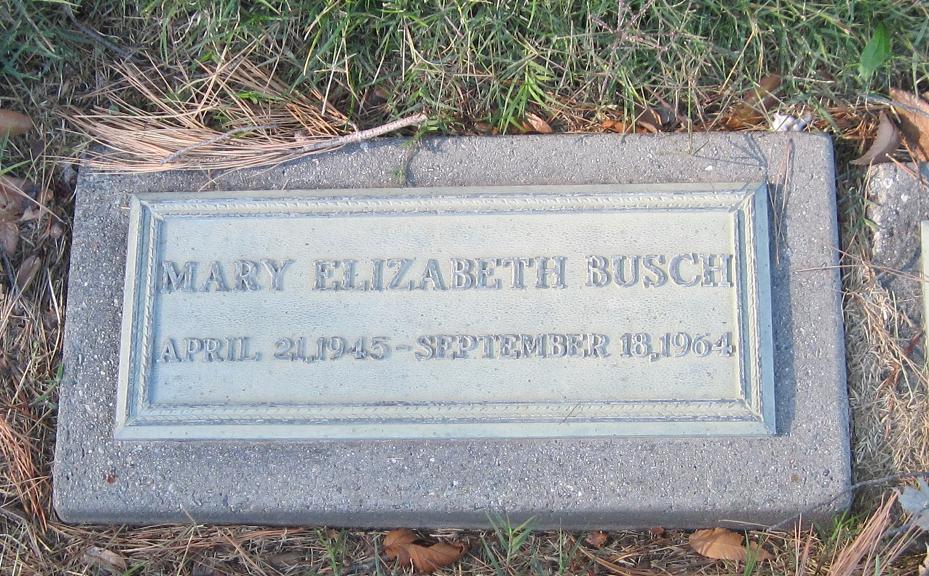 MARY ELIZABETH BUSCH
APRIL 21,1945-SEPTEMBER 18,1964